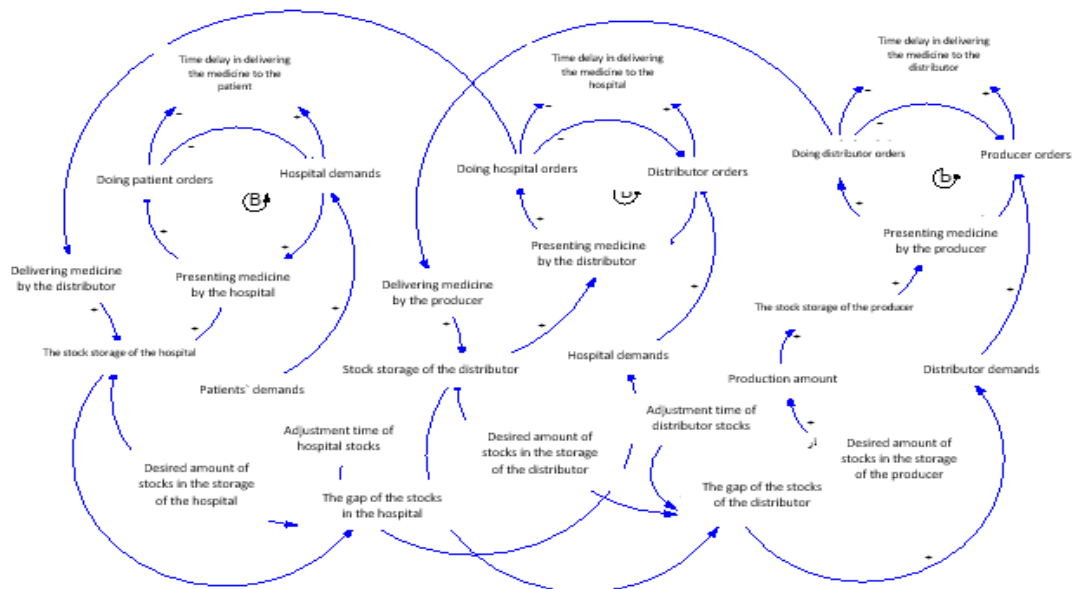 Time delay in delivering
the medicine to the
patient
Time delay in delivering
the medicine to the
hospital
Time delay in delivering
the medicine to the
distributor
Doing patient orders
Hospital demands
Doing hospital orders
Distributor orders
Doing distributor orders
Producer orders
B
B
B
Delivering medicine
by the distributor
Presenting medicine
by the hospital
Delivering medicine
by the producer
Presenting medicine
by the distributor
Presenting medicine
by the producer
The stock storage of the hospital
Patients` demands
Stock storage of the distributor
Hospital demands
The stock storage of the producer
Production amount
Distributor demands
Desired amount of
stocks in the storage
of the hospital
Adjustment time of
hospital stocks
The gap of the stocks
in the hospital
Desired amount of
stocks in the storage
of the distributor
Adjustment time of
distributor stocks
The gap of the stocks
of the distributor
Desired amount of
stocks in the storage
of the producer